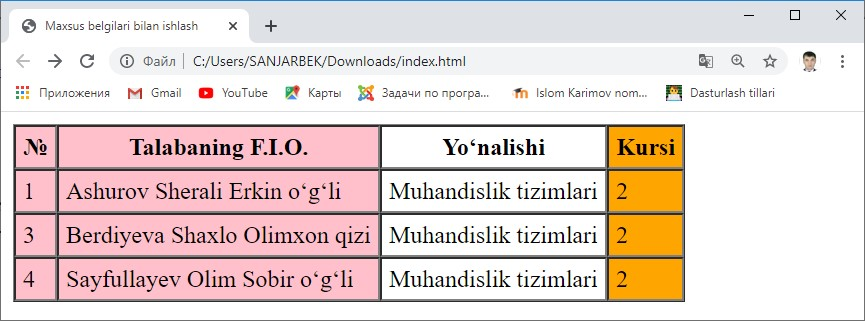 Maxsus belgilari bilan ishlash
Файл | C:/Users/SANJARBEK/Downloads/index.html
Приложения Gmail YouTube Карты Задачи по програ... Islom Karimov nom... Dasturlash tillari
№ Talabaning F.I.O. Yo‘nalishi Kursi
1 Ashurov Sherali Erkin o‘g‘li Muhandislik tizimlari 2
3 Berdiyeva Shaxlo Olimxon qizi Muhandislik tizimlari 2
4 Sayfullayev Olim Sobir o‘g‘li Muhandislik tizimlari 2